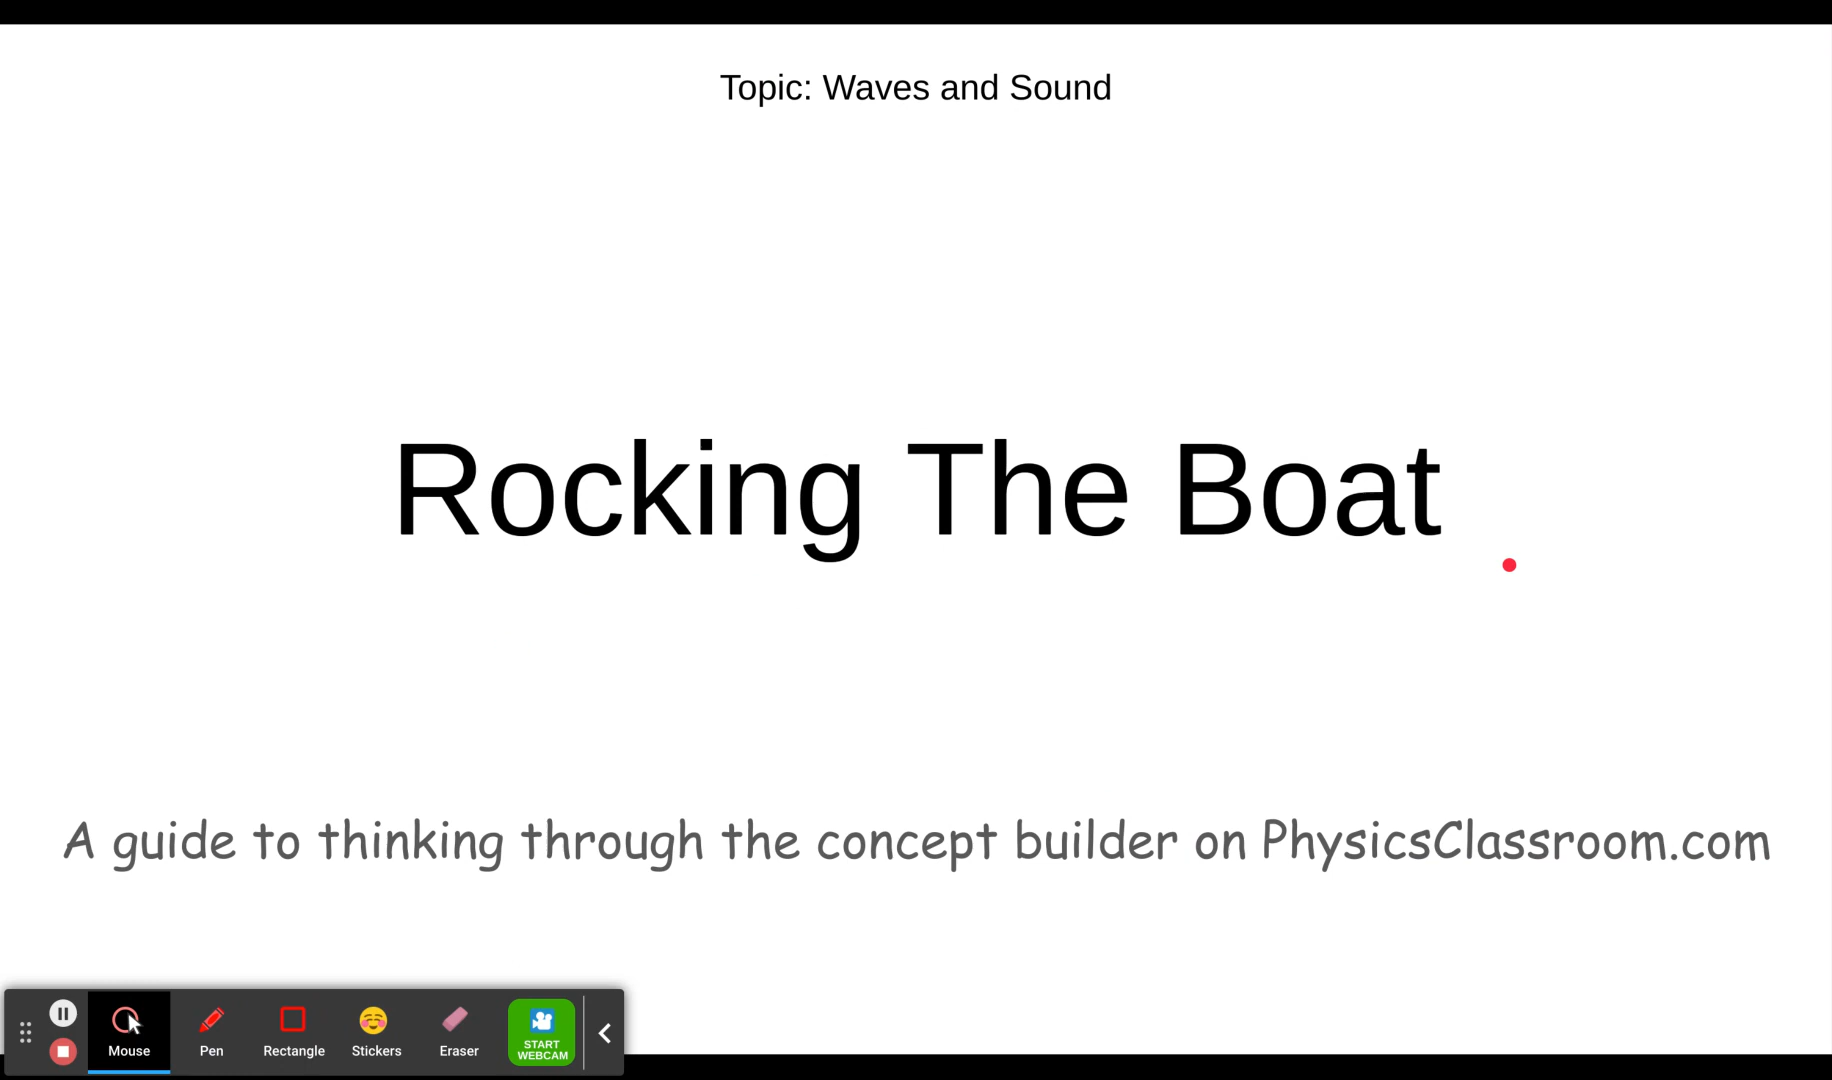 Topic: Waves and Sound
Rocking The Boat
A guide to thinking through the concept builder on PhysicsClassroom.com
Mouse
Pen
Rectangle
Stickers
Eraser
START
WEBCAM